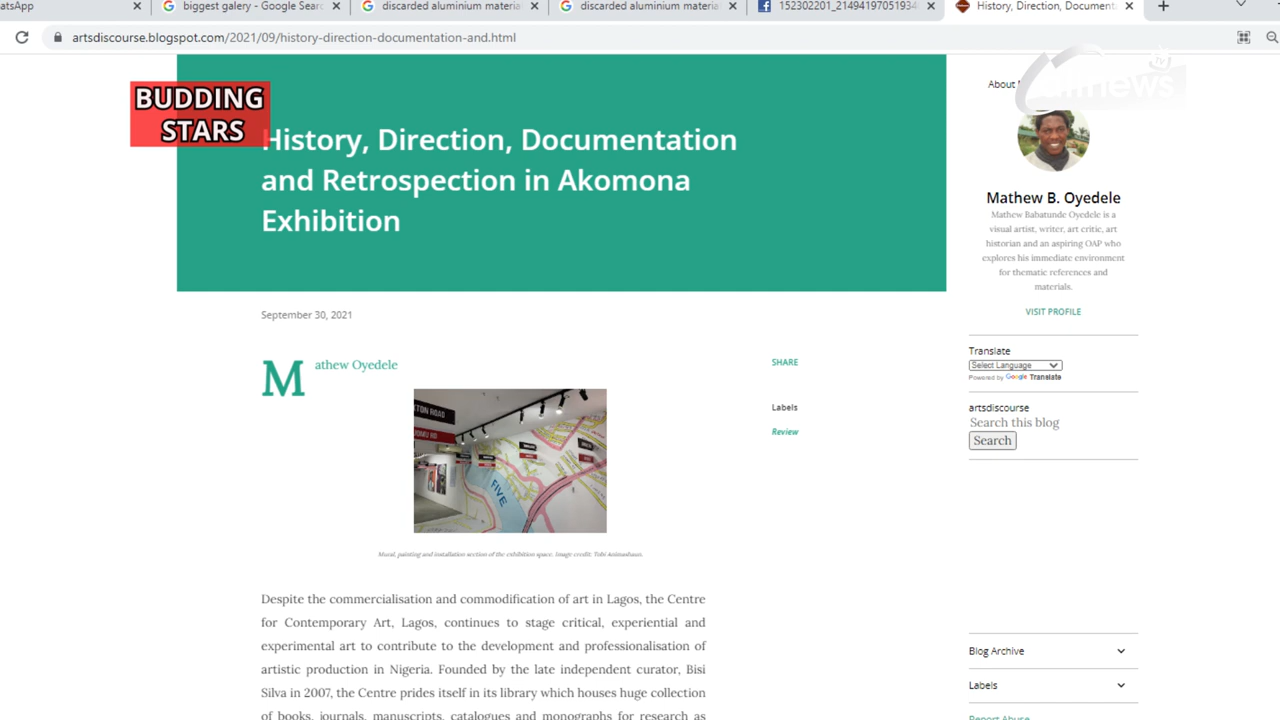 atsApp
biggest galery - Google Searc
discarded aluminium materia
discarded aluminium materia
152302201_21494197051934
History, Direction, Documenta
artsdiscourse.blogspot.com/2021/09/history-direction-documentation-and.html
BUDDING
STARS
History, Direction, Documentation
and Retrospection in Akomona
Exhibition
September 30, 2021
Mathew Oyedele
SHARE
Labels
Review
FIVE
Mural, painting and installation section of the exhibition space. Image credit: Tobi Animashaun.
Despite the commercialisation and commodification of art in Lagos, the Centre
for Contemporary Art, Lagos, continues to stage critical, experiential and
experimental art to contribute to the development and professionalisation of
artistic production in Nigeria. Founded by the late independent curator, Bisi
Silva in 2007, the Centre prides itself in its library which houses huge collection
of books, journals, manuscripts, catalogues and monographs for research as
About
news
tv
Mathew B. Oyedele
Mathew Babatunde Oyedele is a
visual artist, writer, art critic, art
historian and an aspiring OAP who
explores his immediate environment
for thematic references and
materials.
VISIT PROFILE
Translate
Select Language
Powered by Google Translate
artsdiscourse
Search this blog
Search
Blog Archive
Labels
Report Abuse